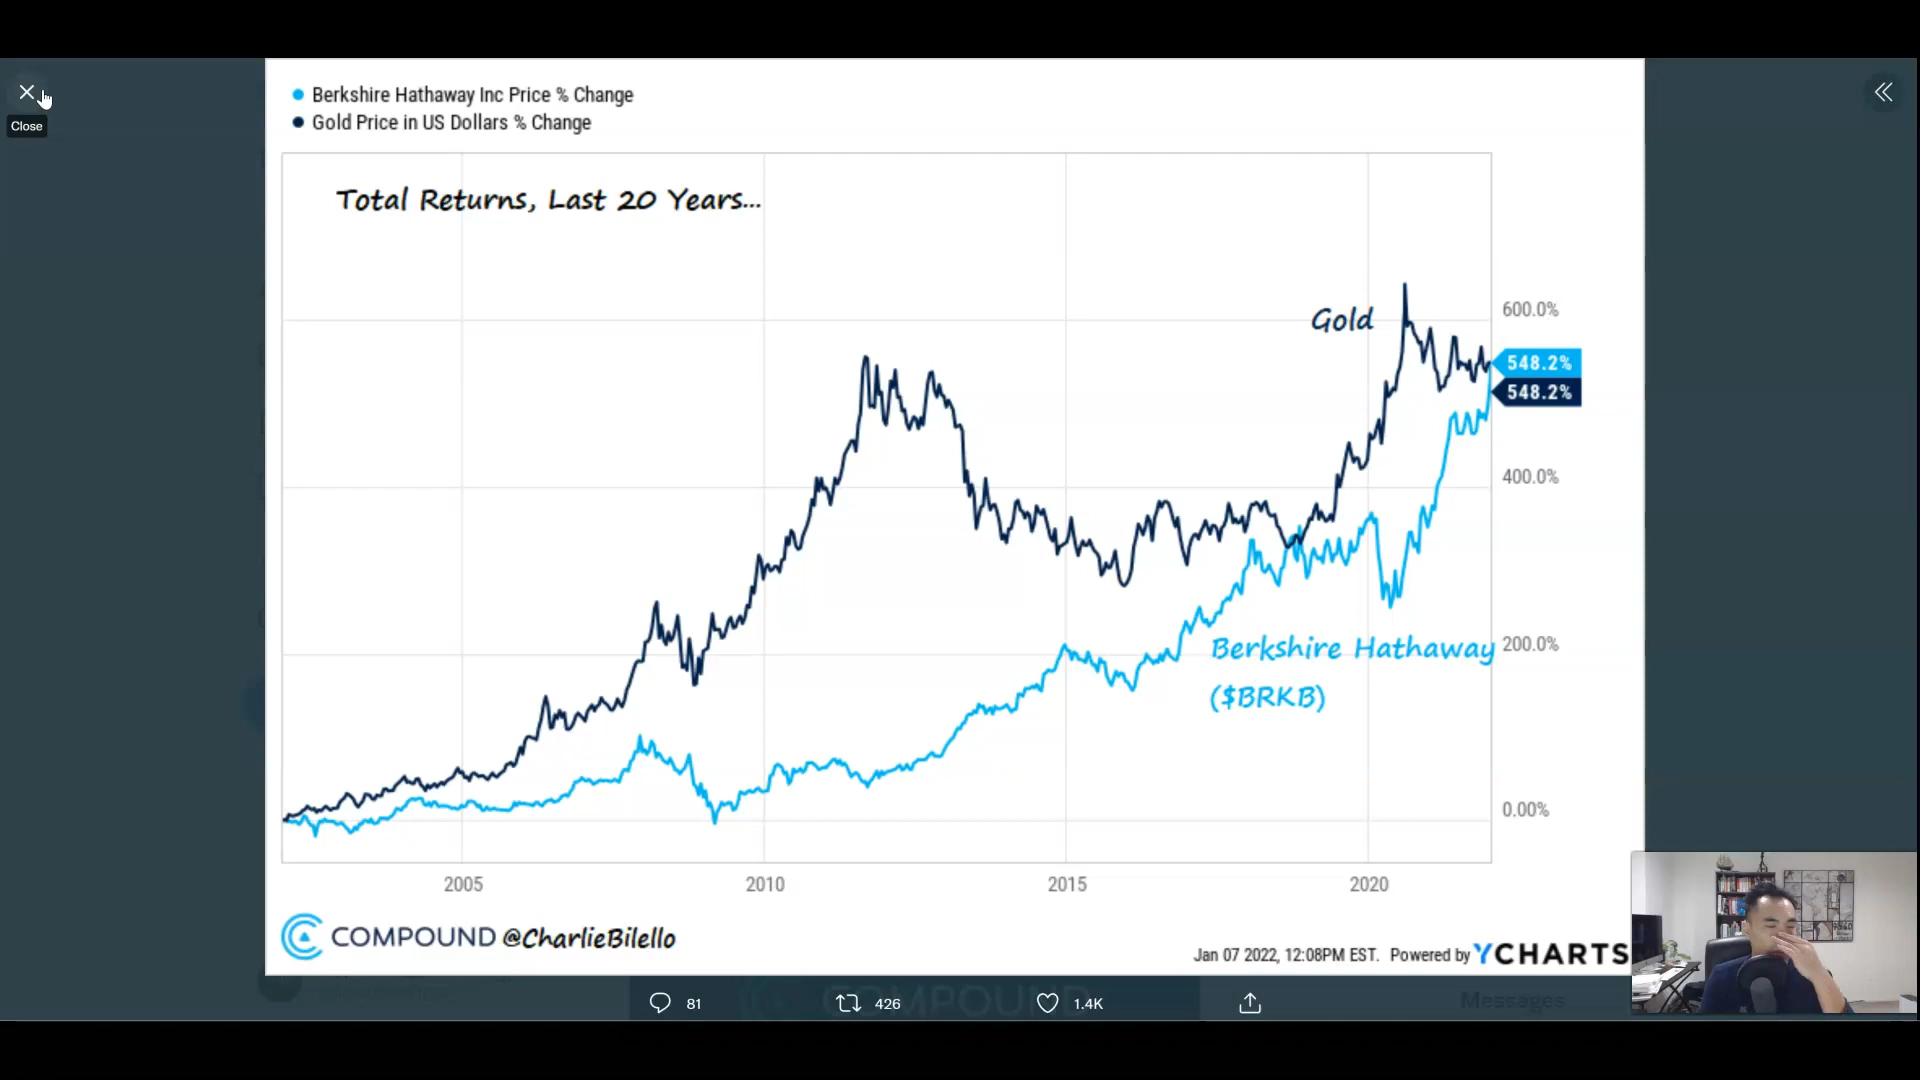 Close
Berkshire Hathaway Inc Price % Change
Gold Price in US Dollars % Change
Total Returns, Last 20 Years...
Gold
600.0%
548.2%
548.2%
400.0%
Berkshire Hathaway
($BRKB)
200.0%
0.00%
2005 2010 2015 2020
COMPOUND @CharlieBilello
Jan 07 2022, 12:08PM EST. Powered by YCHARTS
81 426 1.4K
COMPOUND
Messages